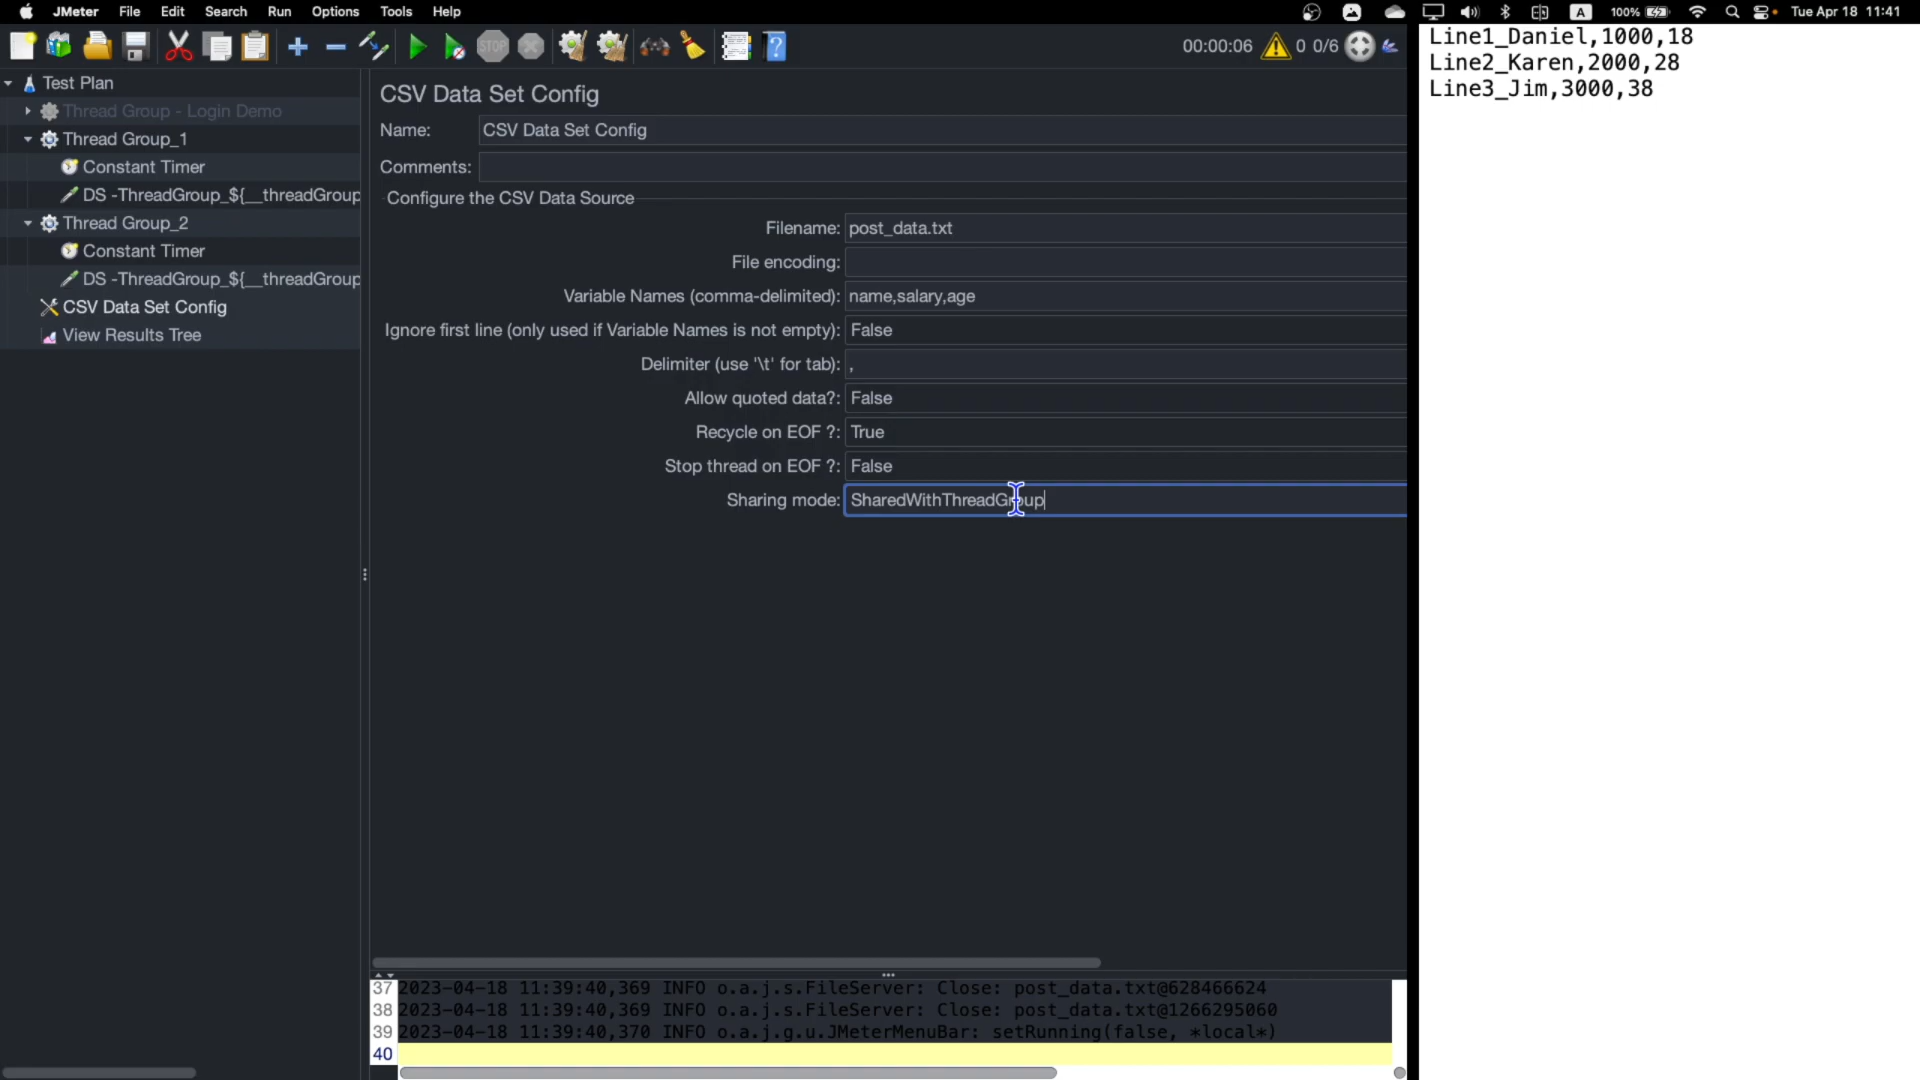 JMeter File Edit Search Run Options Tools Help 100% Tue Apr 18 11:41
STOP 00:00:06 0 0/6
Test Plan
Thread Group - Login Demo
Thread Group_1
Constant Timer
DS -ThreadGroup_${__threadGroup
Thread Group_2
Constant Timer
DS -ThreadGroup_${__threadGroup
CSV Data Set Config
View Results Tree
CSV Data Set Config
Name: CSV Data Set Config
Comments:
Configure the CSV Data Source
Filename: post_data.txt
File encoding:
Variable Names (comma-delimited): name,salary,age
Ignore first line (only used if Variable Names is not empty): False
Delimiter (use '\t' for tab): ,
Allow quoted data?: False
Recycle on EOF ?: True
Stop thread on EOF ?: False
Sharing mode: SharedWithThreadGroup
37 2023-04-18 11:39:40,369 INFO o.a.j.s.FileServer: Close: post_data.txt@628466624
38 2023-04-18 11:39:40,369 INFO o.a.j.s.FileServer: Close: post_data.txt@1266295060
39 2023-04-18 11:39:40,370 INFO o.a.j.g.u.JMeterMenuBar: setRunning(false, *local*)
40
Line1_Daniel,1000,18
Line2_Karen,2000,28
Line3_Jim,3000,38